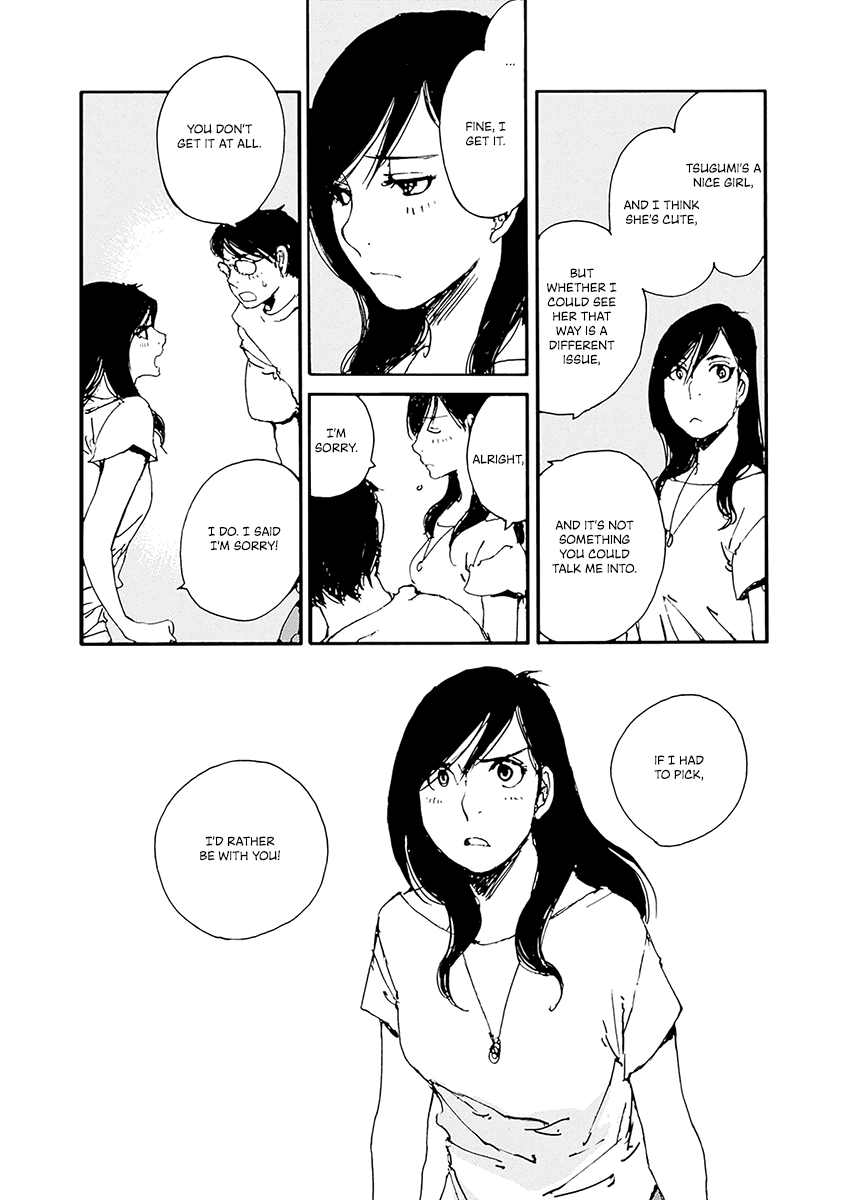 TSUGUMI'S A
NICE GIRL,
AND I THINK
SHE'S CUTE,
BUT
WHETHER I
COULD SEE
HER THAT
WAY IS A
DIFFERENT
ISSUE,
AND IT'S NOT
SOMETHING
YOU COULD
TALK ME INTO.
...
FINE, I
GET IT.
ALRIGHT,
I'M
SORRY.
YOU DON'T
GET IT AT ALL.
I DO. I SAID
I'M SORRY!
IF I HAD
TO PICK,
I'D RATHER
BE WITH YOU!